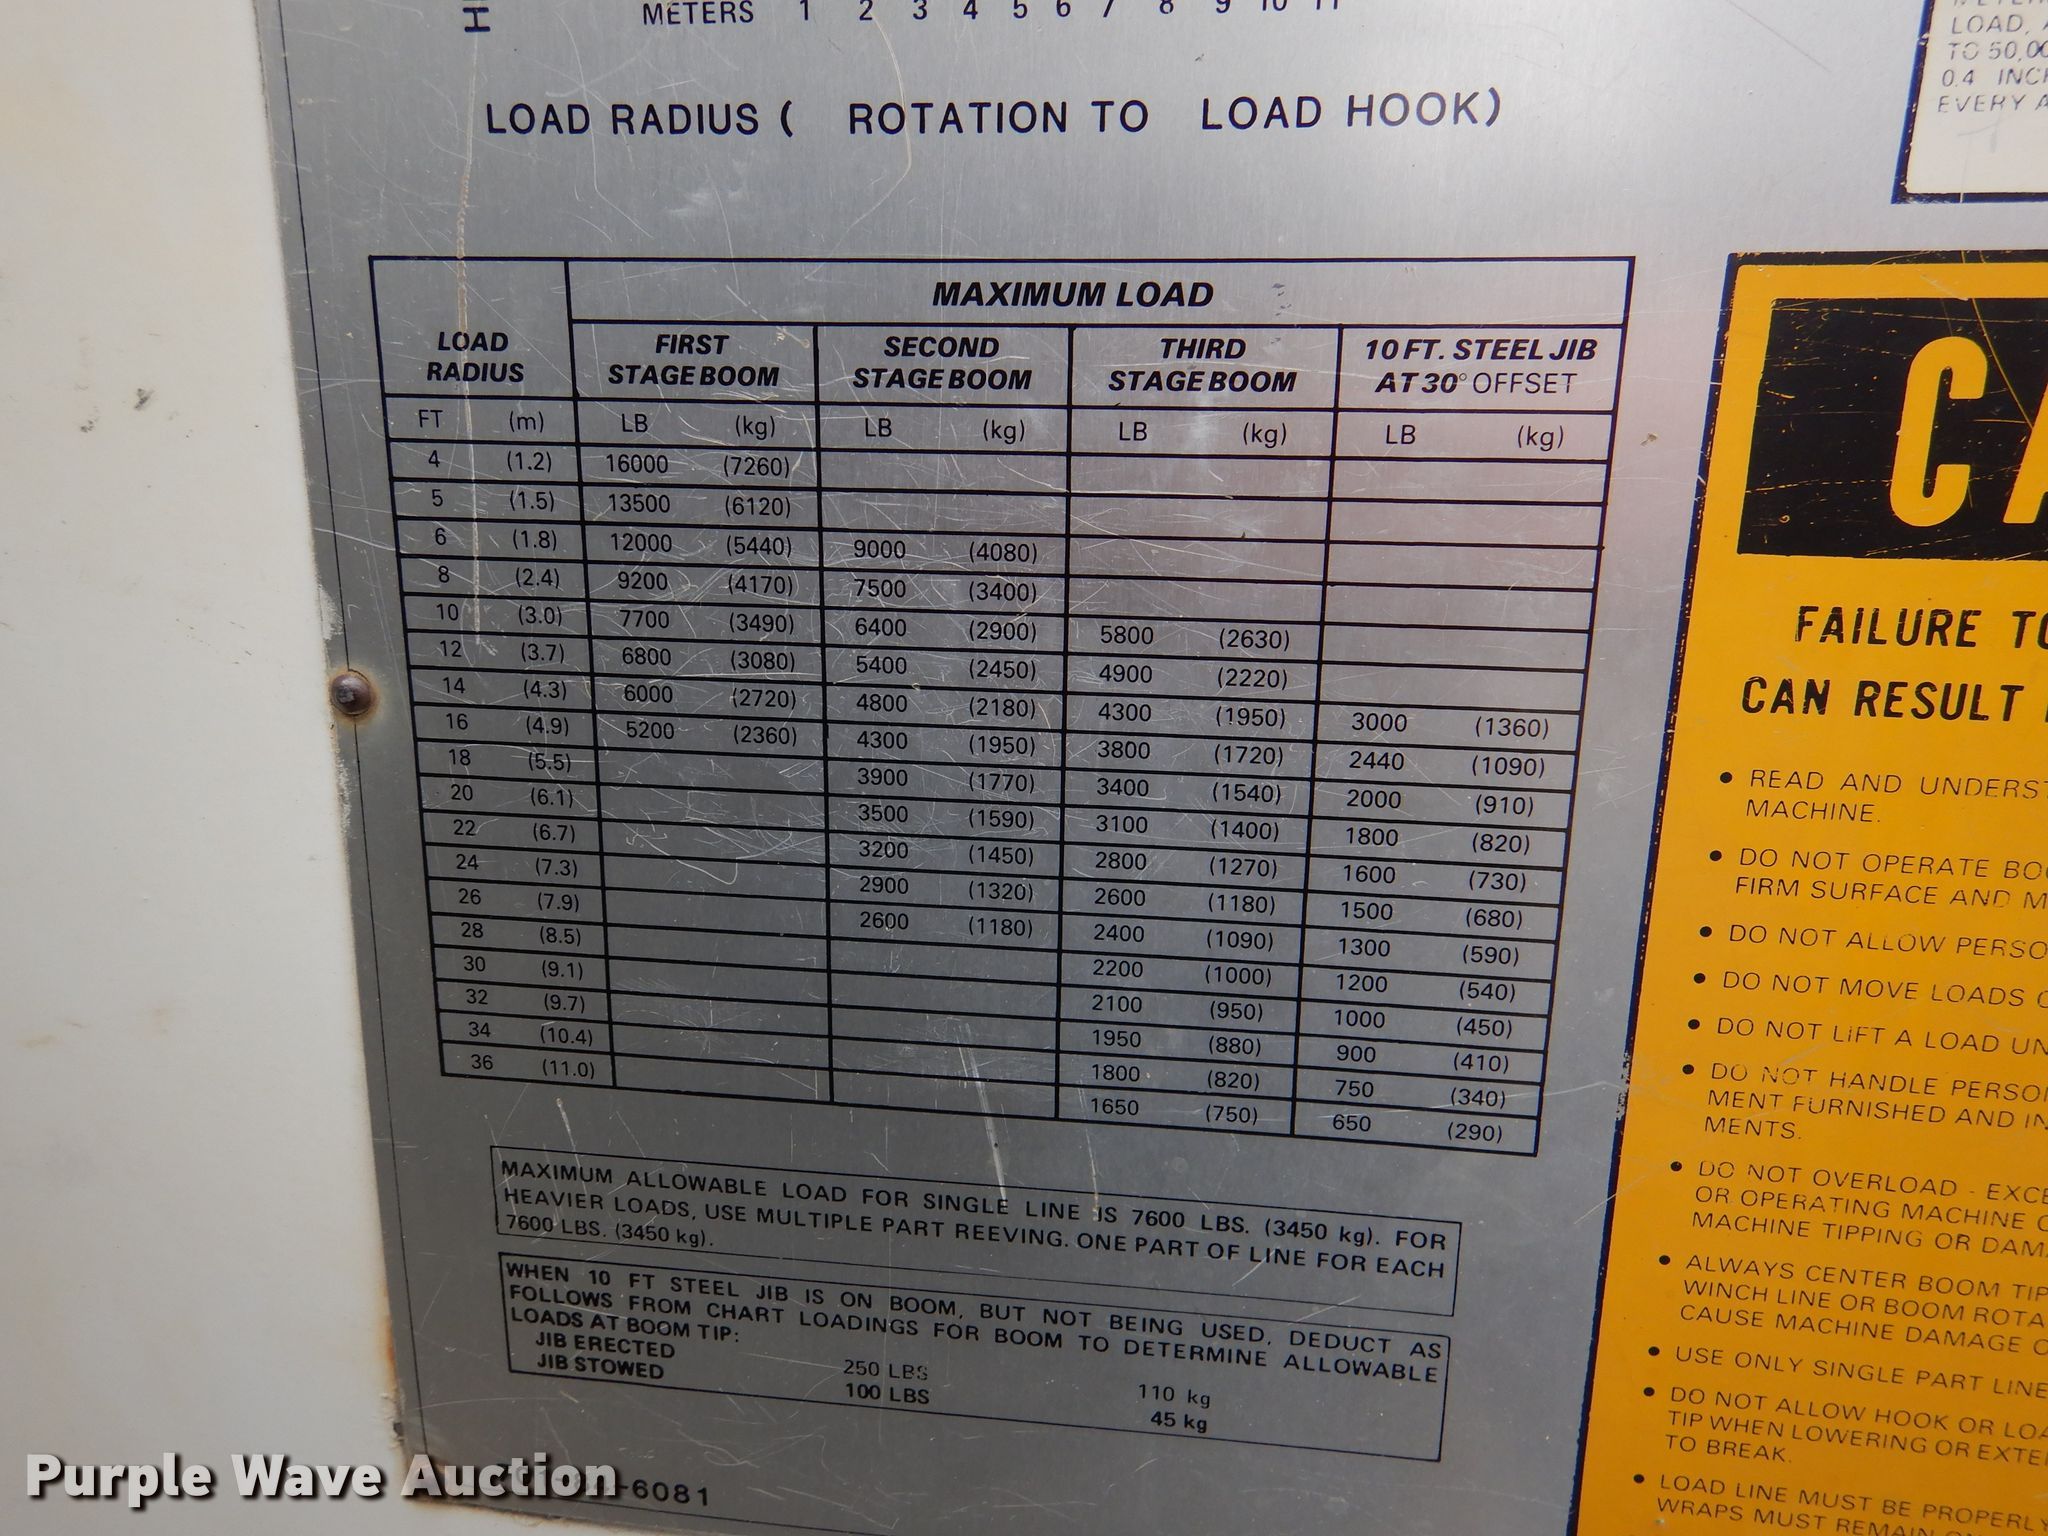 METERS 1 2 3 4 5 6 7 8 9 10 11
LOAD RADIUS ( ROTATION TO LOAD HOOK)
LOAD,
TO 50,00
0.4 INCH
EVERY A
MAXIMUM LOAD
LOAD RADIUS
FIRST STAGE BOOM
SECOND STAGE BOOM
THIRD STAGE BOOM
10 FT. STEEL JIB AT 30° OFFSET
FT (m) LB (kg) LB (kg) LB (kg) LB (kg)
4 (1.2) 16000 (7260)
5 (1.5) 13500 (6120)
6 (1.8) 12000 (5440) 9000 (4080)
8 (2.4) 9200 (4170) 7500 (3400)
10 (3.0) 7700 (3490) 6400 (2900) 5800 (2630)
12 (3.7) 6800 (3080) 5400 (2450) 4900 (2220)
14 (4.3) 6000 (2720) 4800 (2180) 4300 (1950) 3000 (1360)
16 (4.9) 5200 (2360) 4300 (1950) 3800 (1720) 2440 (1090)
18 (5.5) 3900 (1770) 3400 (1540) 2000 (910)
20 (6.1) 3500 (1590) 3100 (1400) 1800 (820)
22 (6.7) 3200 (1450) 2800 (1270) 1600 (730)
24 (7.3) 2900 (1320) 2600 (1180) 1500 (680)
26 (7.9) 2600 (1180) 2400 (1090) 1300 (590)
28 (8.5) 2200 (1000) 1200 (540)
30 (9.1) 2100 (950) 1000 (450)
32 (9.7) 1950 (880) 900 (410)
34 (10.4) 1800 (820) 750 (340)
36 (11.0) 1650 (750) 650 (290)
MAXIMUM ALLOWABLE LOAD FOR SINGLE LINE IS 7600 LBS. (3450 kg). FOR
HEAVIER LOADS, USE MULTIPLE PART REEVING. ONE PART OF LINE FOR EACH
7600 LBS. (3450 kg).
WHEN 10 FT STEEL JIB IS ON BOOM, BUT NOT BEING USED, DEDUCT AS
FOLLOWS FROM CHART LOADINGS FOR BOOM TO DETERMINE ALLOWABLE
LOADS AT BOOM TIP:
JIB ERECTED 250 LBS 110 kg
JIB STOWED 100 LBS 45 kg
-6081
CA
FAILURE TO
CAN RESULT
• READ AND UNDERST
MACHINE.
• DO NOT OPERATE BOO
FIRM SURFACE AND M
• DO NOT ALLOW PERSO
• DO NOT MOVE LOADS O
• DO NOT LIFT A LOAD UN
• DO NOT HANDLE PERSON
MENT FURNISHED AND IN
MENTS.
• DO NOT OVERLOAD - EXCE
OR OPERATING MACHINE O
MACHINE TIPPING OR DAMA
• ALWAYS CENTER BOOM TIP
WINCH LINE OR BOOM ROTA
CAUSE MACHINE DAMAGE O
• USE ONLY SINGLE PART LINE
• DO NOT ALLOW HOOK OR LOA
TIP WHEN LOWERING OR EXTE
TO BREAK.
• LOAD LINE MUST BE PROPERLY
WRAPS MUST REMAIN
Purple Wave Auction